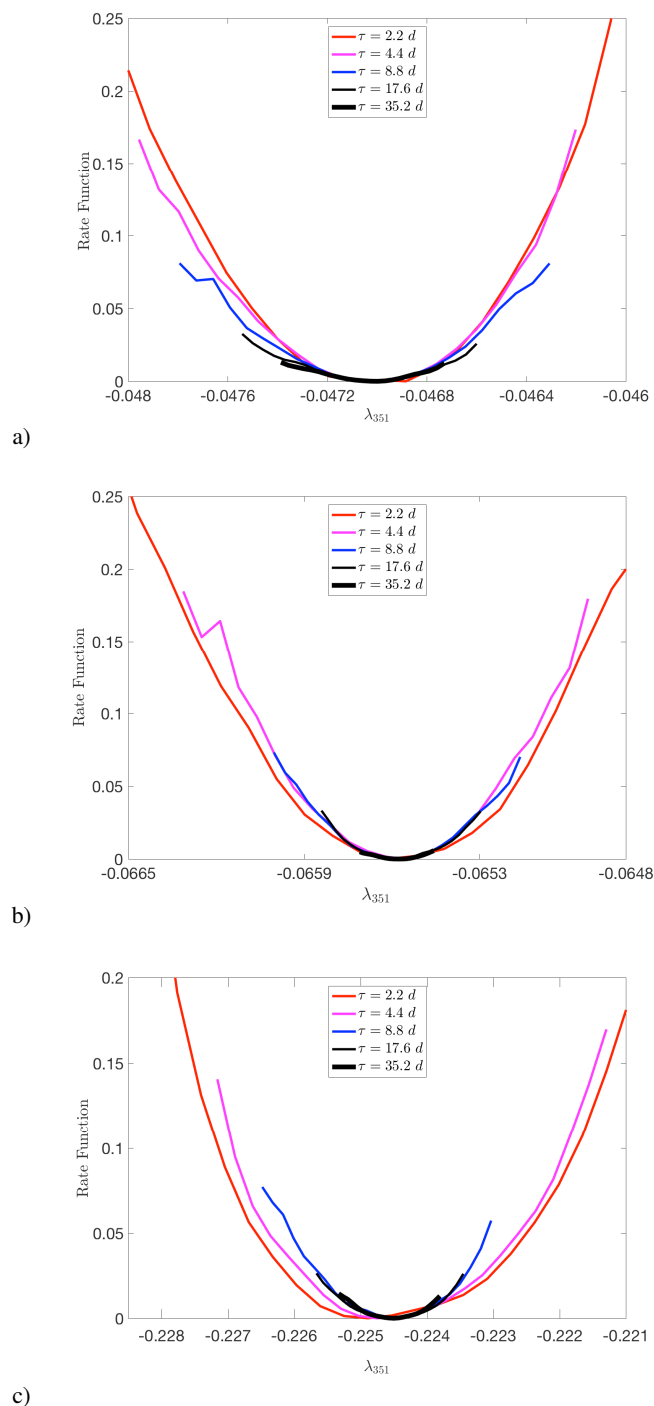 0.25
0.2
0.15
0.1
0.05
0
Rate Function
τ = 2.2 d
τ = 4.4 d
τ = 8.8 d
τ = 17.6 d
τ = 35.2 d
-0.048 -0.0476 -0.0472 -0.0468 -0.0464 -0.046
λ351
a)
0.25
0.2
0.15
0.1
0.05
0
Rate Function
τ = 2.2 d
τ = 4.4 d
τ = 8.8 d
τ = 17.6 d
τ = 35.2 d
-0.0665 -0.0659 -0.0653 -0.0648
λ351
b)
0.2
0.15
0.1
0.05
0
Rate Function
τ = 2.2 d
τ = 4.4 d
τ = 8.8 d
τ = 17.6 d
τ = 35.2 d
-0.228 -0.227 -0.226 -0.225 -0.224 -0.223 -0.222 -0.221
λ351
c)